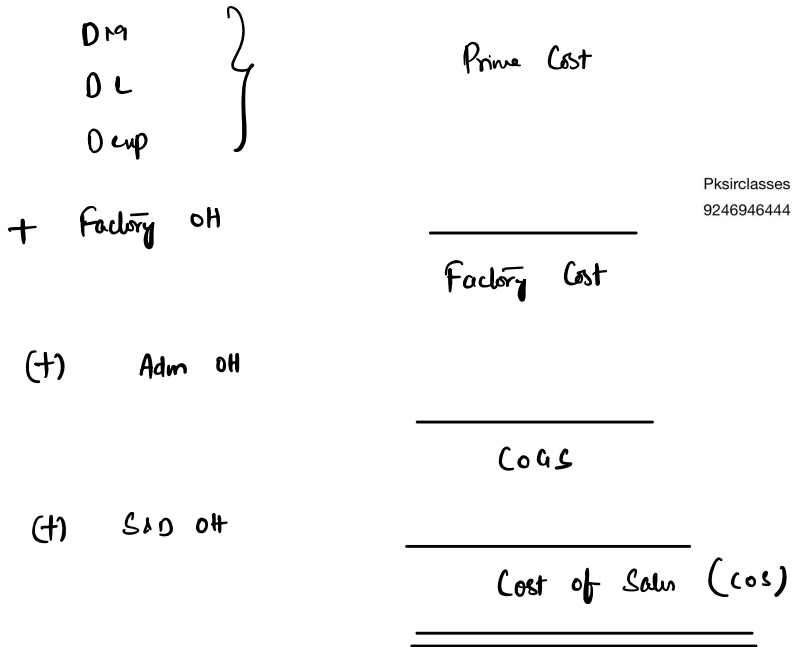 DM
DL
Dexp
Prime Cost
Pksirclasses
9246946444
+ Factory OH
Factory Cost
(+) Adm OH
COGS
(+) S&D OH
Cost of Sales (COS)